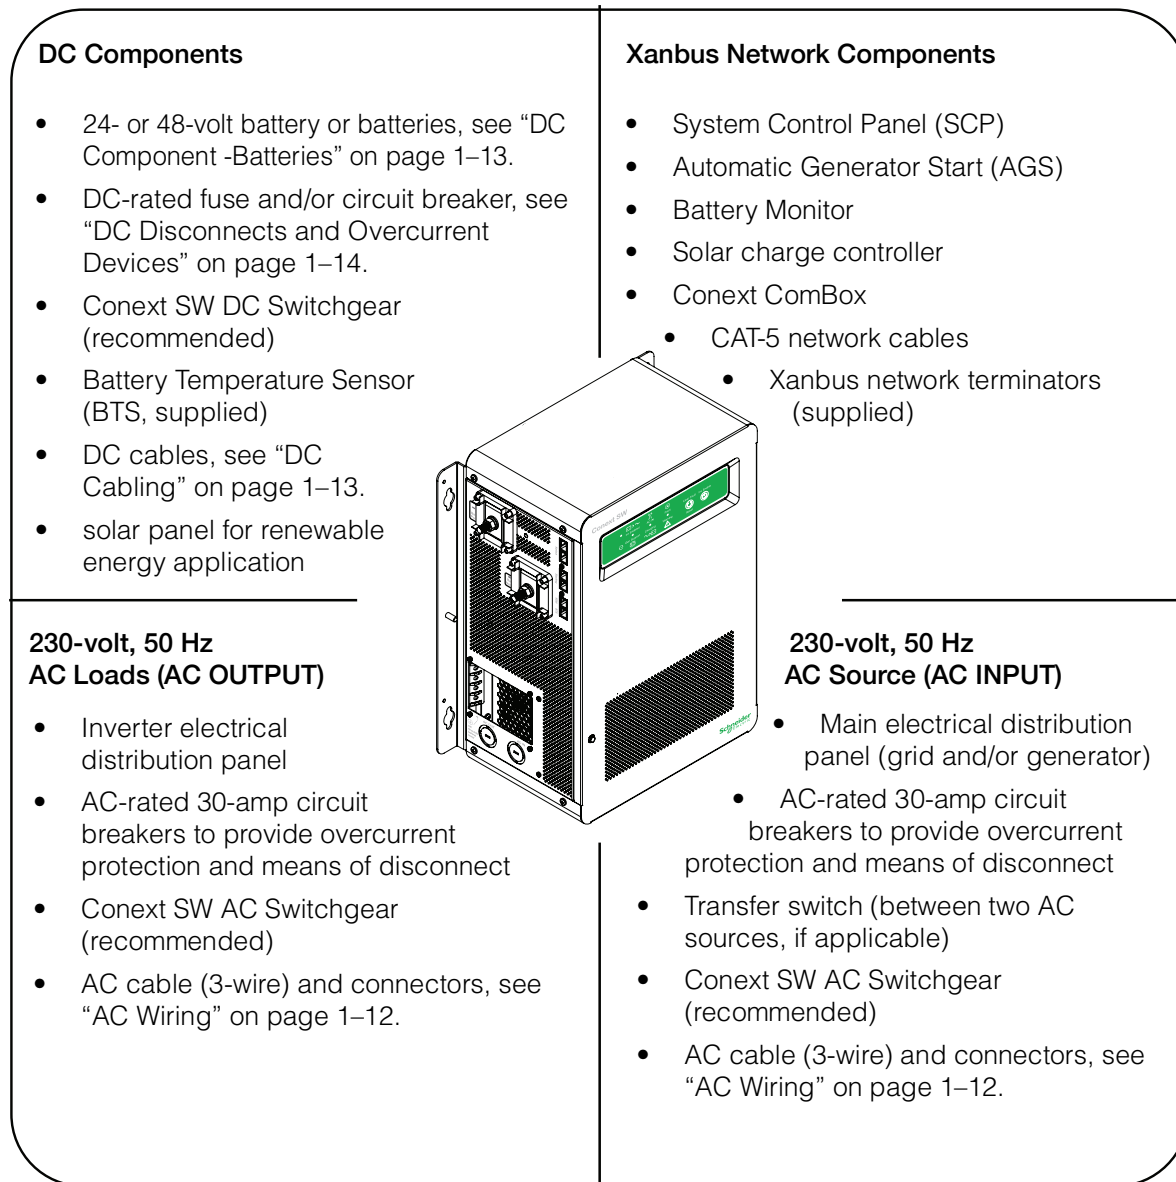 DC Components
• 24- or 48-volt battery or batteries, see “DC
Component -Batteries” on page 1–13.
• DC-rated fuse and/or circuit breaker, see
“DC Disconnects and Overcurrent
Devices” on page 1–14.
• Conext SW DC Switchgear
(recommended)
• Battery Temperature Sensor
(BTS, supplied)
• DC cables, see “DC
Cabling” on page 1–13.
• solar panel for renewable
energy application
Xanbus Network Components
• System Control Panel (SCP)
• Automatic Generator Start (AGS)
• Battery Monitor
• Solar charge controller
• Conext ComBox
• CAT-5 network cables
• Xanbus network terminators
(supplied)
Conext SW
Schneider
230-volt, 50 Hz
AC Loads (AC OUTPUT)
• Inverter electrical
distribution panel
• AC-rated 30-amp circuit
breakers to provide overcurrent
protection and means of disconnect
• Conext SW AC Switchgear
(recommended)
• AC cable (3-wire) and connectors, see
“AC Wiring” on page 1–12.
230-volt, 50 Hz
AC Source (AC INPUT)
• Main electrical distribution
panel (grid and/or generator)
• AC-rated 30-amp circuit
breakers to provide overcurrent
protection and means of disconnect
• Transfer switch (between two AC
sources, if applicable)
• Conext SW AC Switchgear
(recommended)
• AC cable (3-wire) and connectors, see
“AC Wiring” on page 1–12.